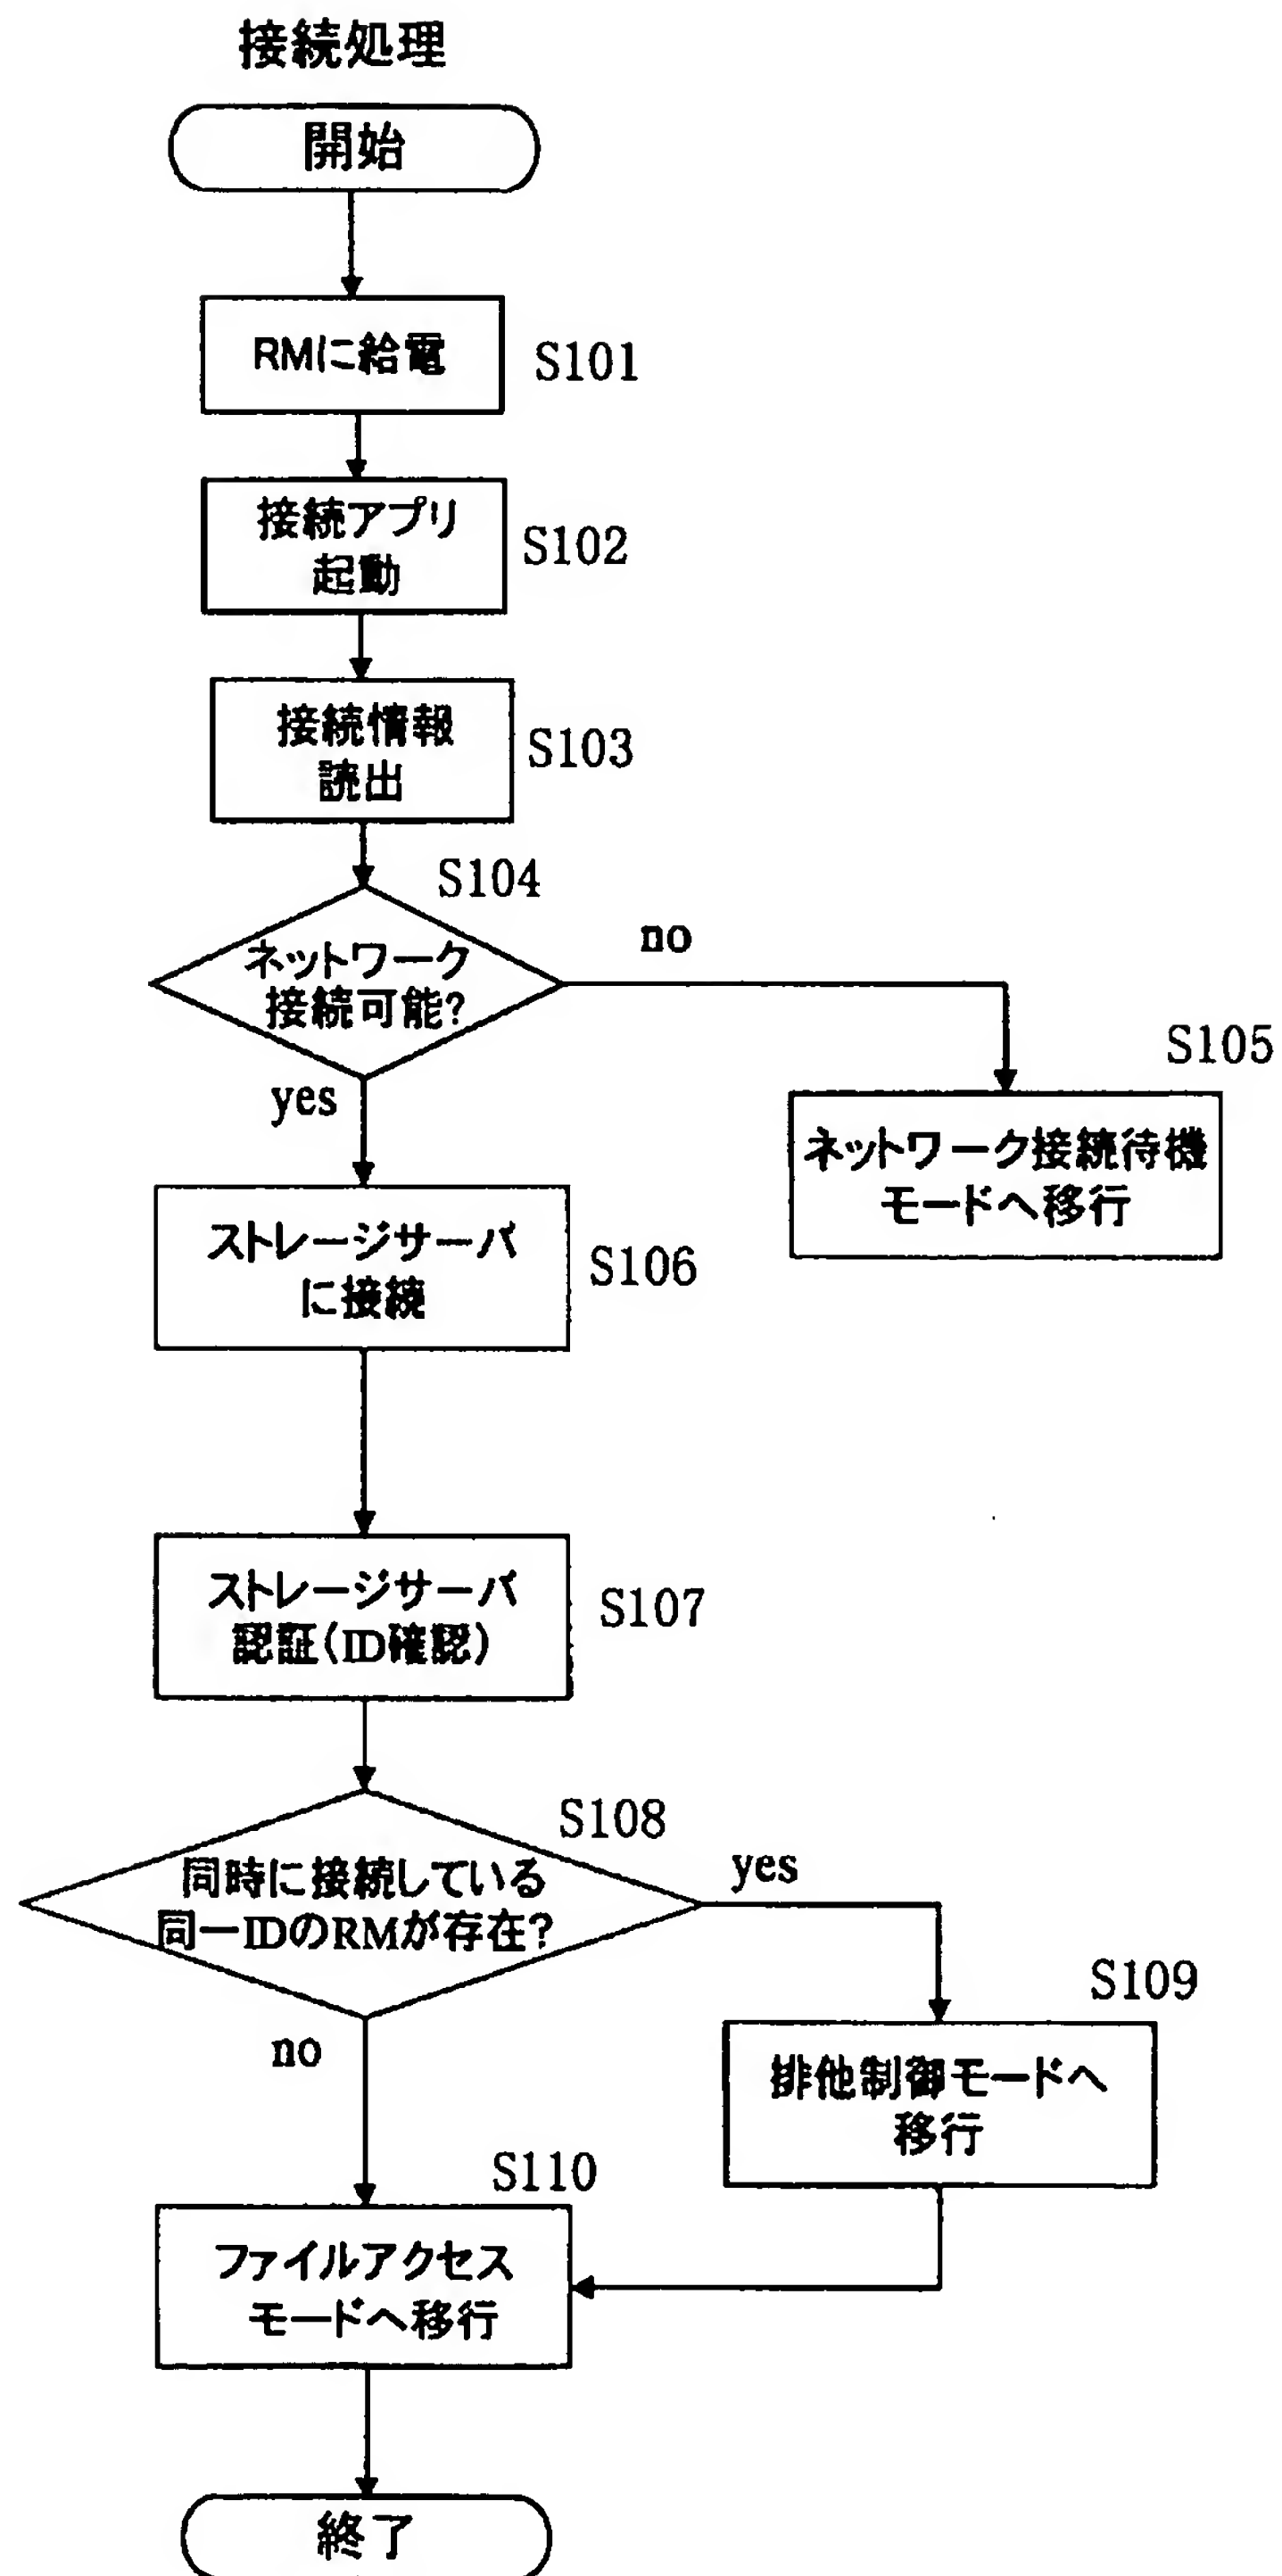 接続処理
開始
RMに給電
S101
接続アプリ
起動
S102
接続情報
読出
S103
S104
ネットワーク
接続可能?
no
yes
S105
ネットワーク接続待機
モードへ移行
ストレージサーバ
に接続
S106
ストレージサーバ
認証(ID確認)
S107
S108
同時に接続している
同一IDのRMが存在?
yes
no
S109
排他制御モードへ
移行
S110
ファイルアクセス
モードへ移行
終了